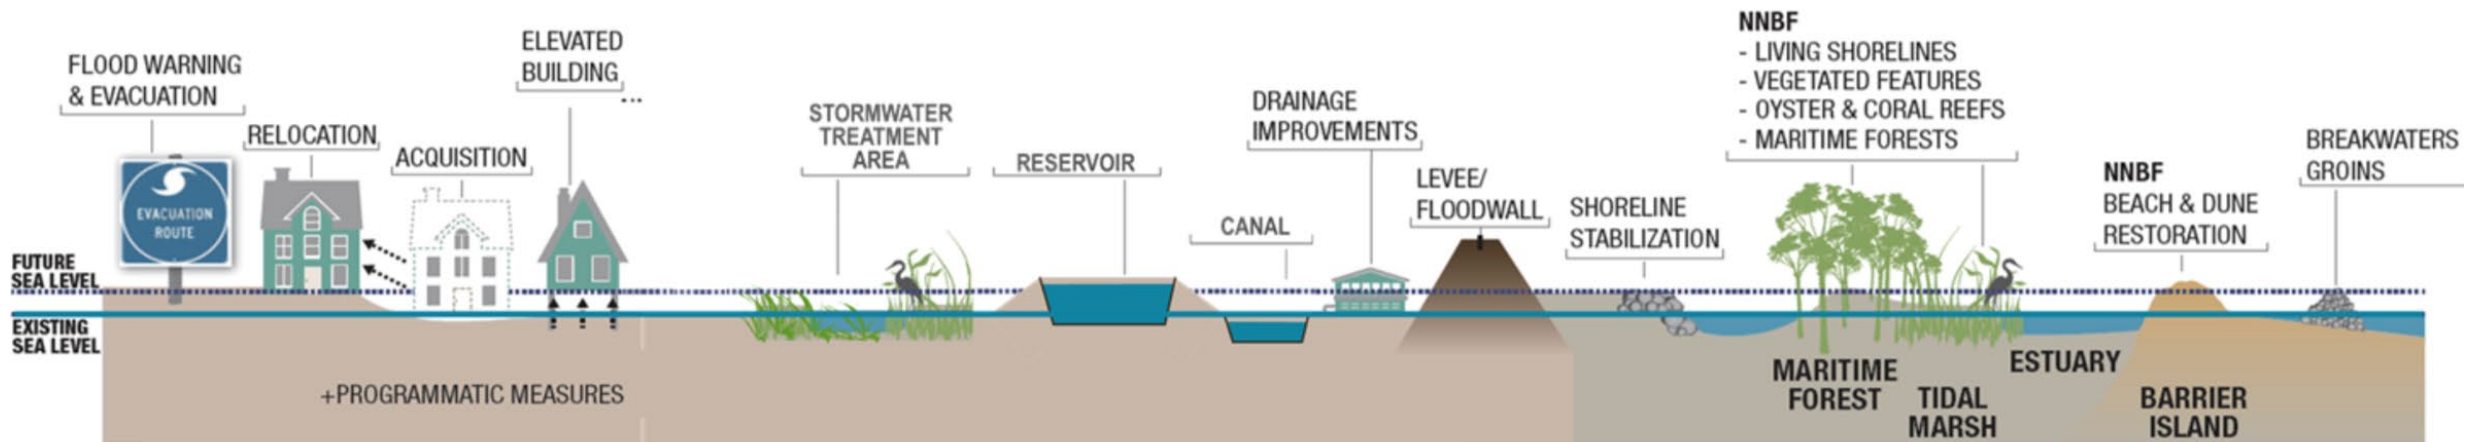 FLOOD WARNING
& EVACUATION
RELOCATION
ACQUISITION
ELEVATED
BUILDING
...
EVACUATION
ROUTE
STORMWATER
TREATMENT
AREA
RESERVOIR
CANAL
DRAINAGE
IMPROVEMENTS
LEVEE/
FLOODWALL
SHORELINE
STABILIZATION
NNBF
- LIVING SHORELINES
- VEGETATED FEATURES
- OYSTER & CORAL REEFS
- MARITIME FORESTS
NNBF
BEACH & DUNE
RESTORATION
BREAKWATERS
GROINS
FUTURE
SEA LEVEL
EXISTING
SEA LEVEL
+PROGRAMMATIC MEASURES
MARITIME
FOREST
TIDAL
MARSH
ESTUARY
BARRIER
ISLAND